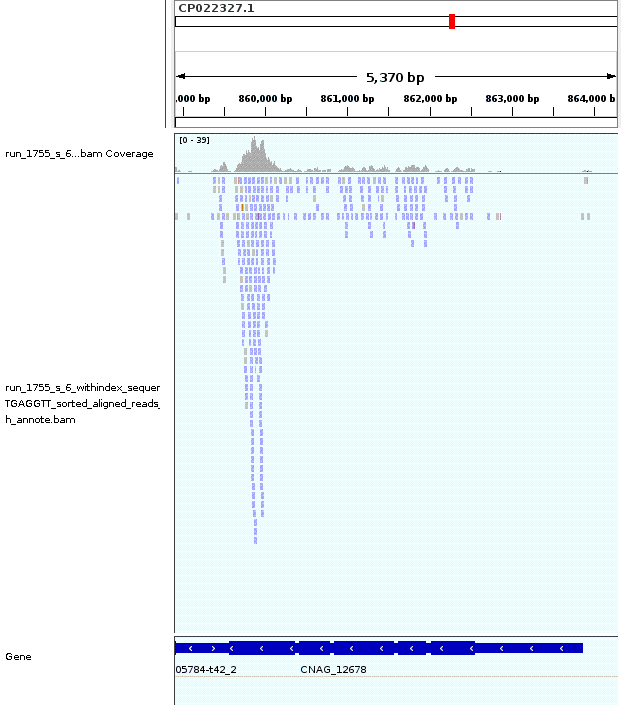 CP022327.1
5,370 bp
.000 bp 860,000 bp 861,000 bp 862,000 bp 863,000 bp 864,000 b
run_1755_s_6...bam Coverage
[0 - 39]
run_1755_s_6_withindex_sequer
TGAGGTT_sorted_aligned_reads_
h_annote.bam
Gene
05784-t42_2 CNAG_12678